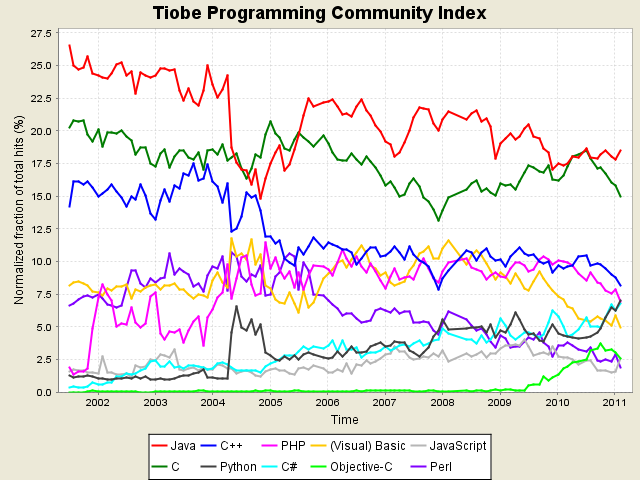 Tiobe Programming Community Index
Normalized fraction of total hits (%)
27.5
25.0
22.5
20.0
17.5
15.0
12.5
10.0
7.5
5.0
2.5
0.0
2002 2003 2004 2005 2006 2007 2008 2009 2010 2011
Time
Java C++ PHP (Visual) Basic JavaScript
C Python C# Objective-C Perl